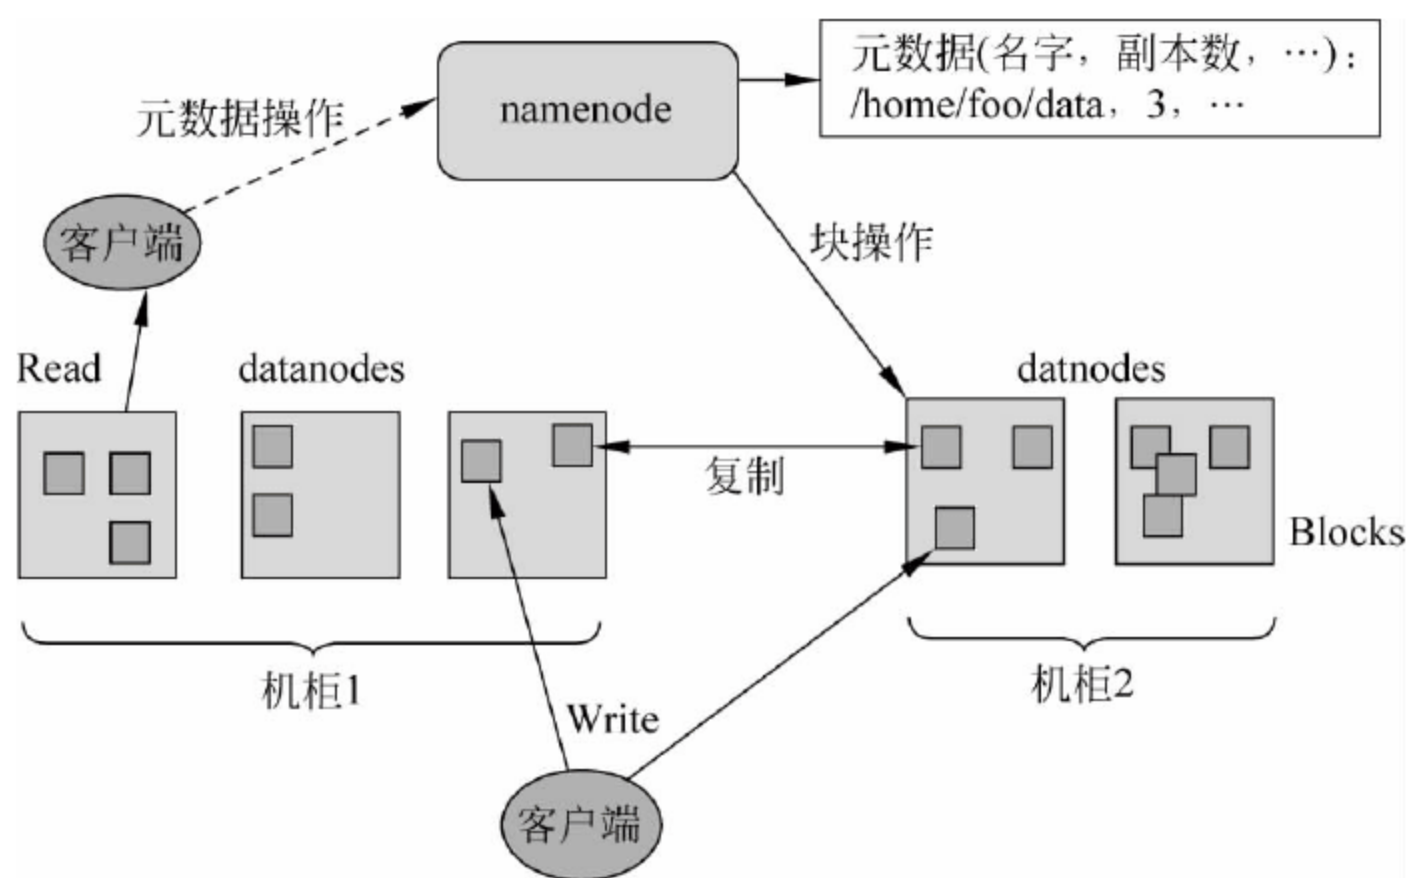 元数据(名字，副本数，…)：
/home/foo/data，3，…
namenode
元数据操作
客户端
块操作
Read
datanodes
datnodes
复制
Blocks
机柜1
机柜2
Write
客户端